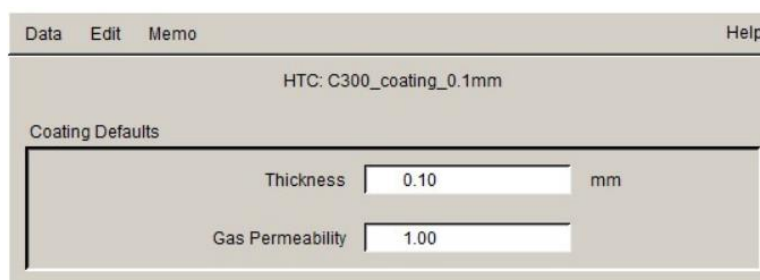 Data Edit Memo Help
HTC: C300_coating_0.1mm
Coating Defaults
Thickness 0.10 mm
Gas Permeability 1.00